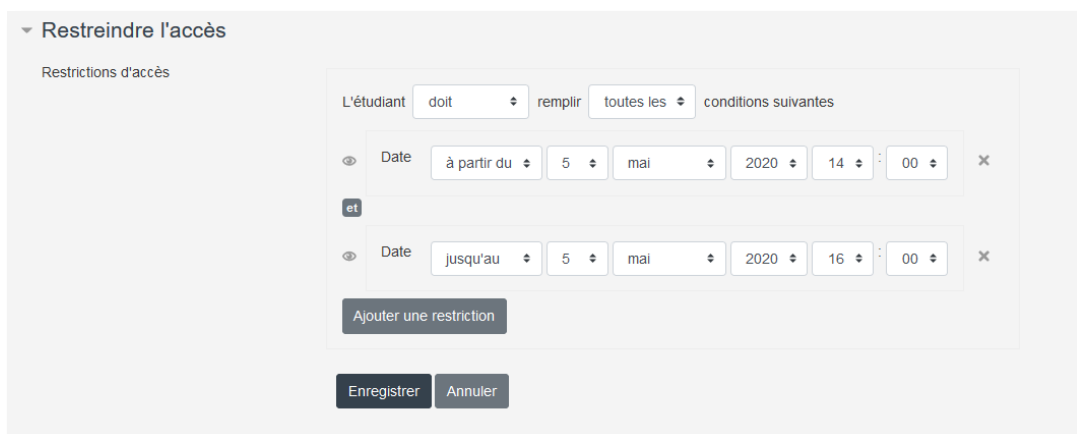 Restreindre l'accès
Restrictions d'accès
L'étudiant doit remplir toutes les conditions suivantes
Date à partir du 5 mai 2020 14 : 00
et
Date jusqu'au 5 mai 2020 16 : 00
Ajouter une restriction
Enregistrer Annuler